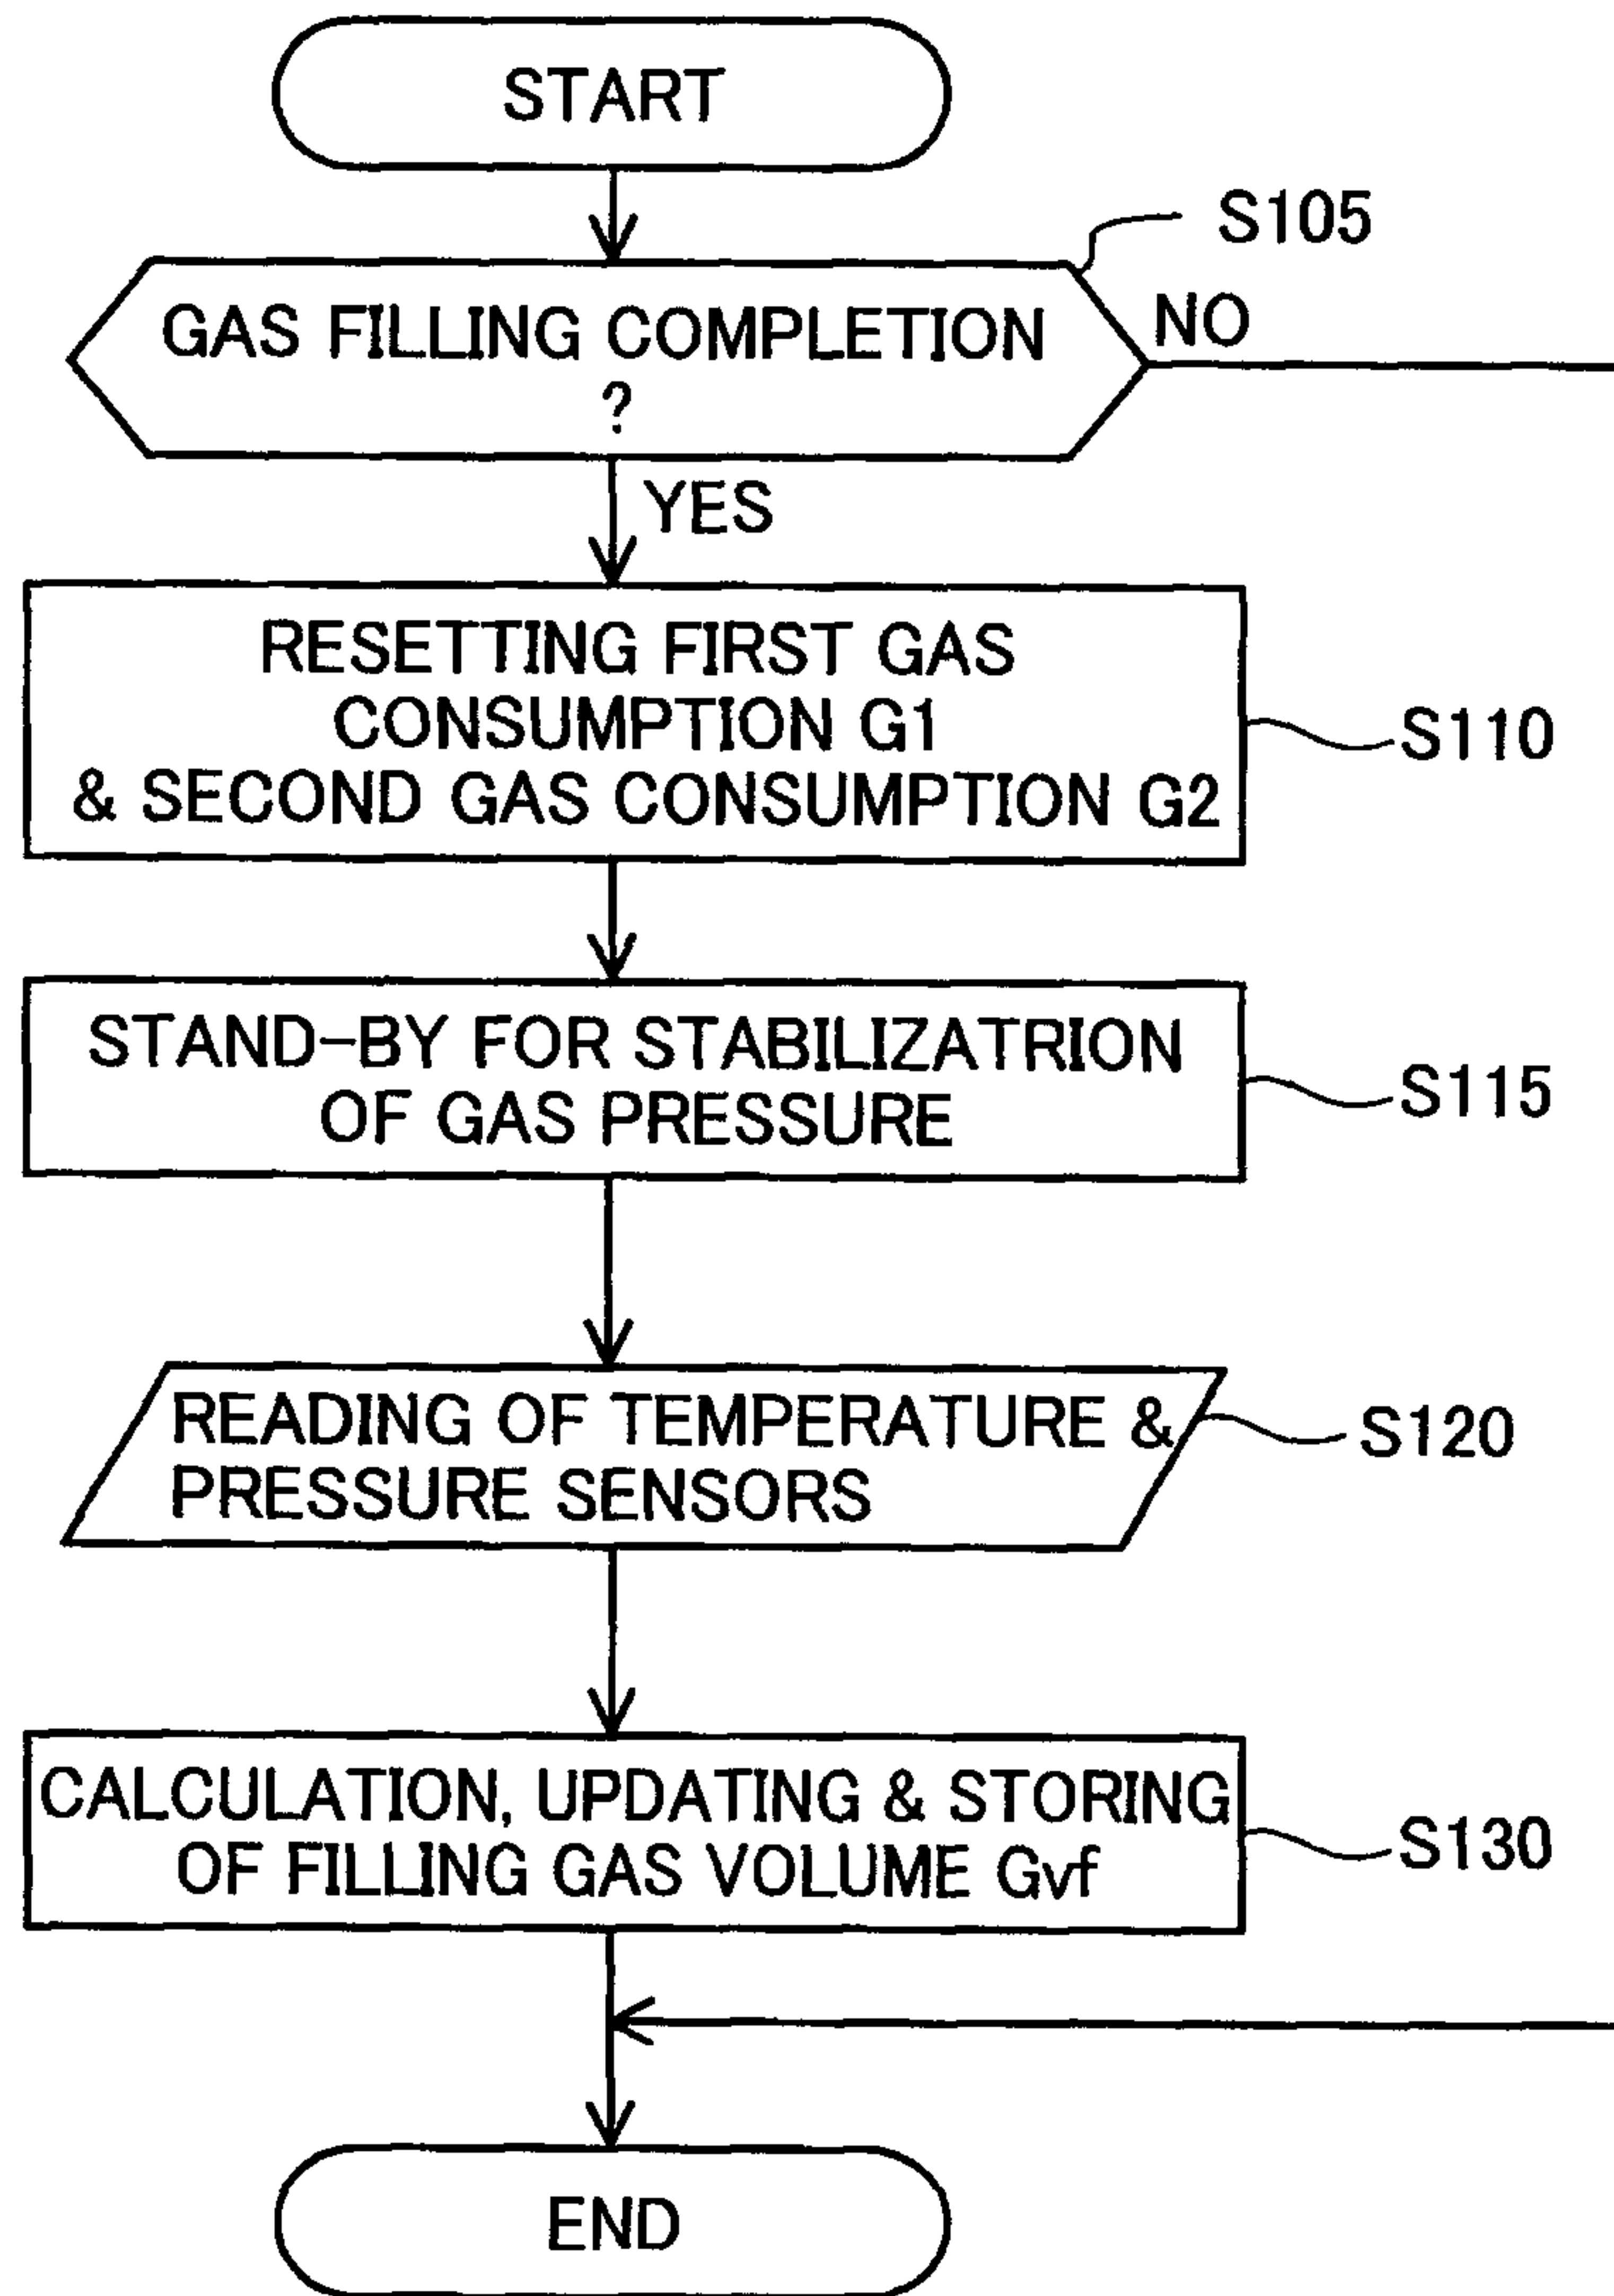 START
S105
GAS FILLING COMPLETION
?
NO
YES
RESETTING FIRST GAS
CONSUMPTION G1
& SECOND GAS CONSUMPTION G2
S110
STAND-BY FOR STABILIZATRION
OF GAS PRESSURE
S115
READING OF TEMPERATURE &
PRESSURE SENSORS
S120
CALCULATION, UPDATING & STORING
OF FILLING GAS VOLUME Gvf
S130
END